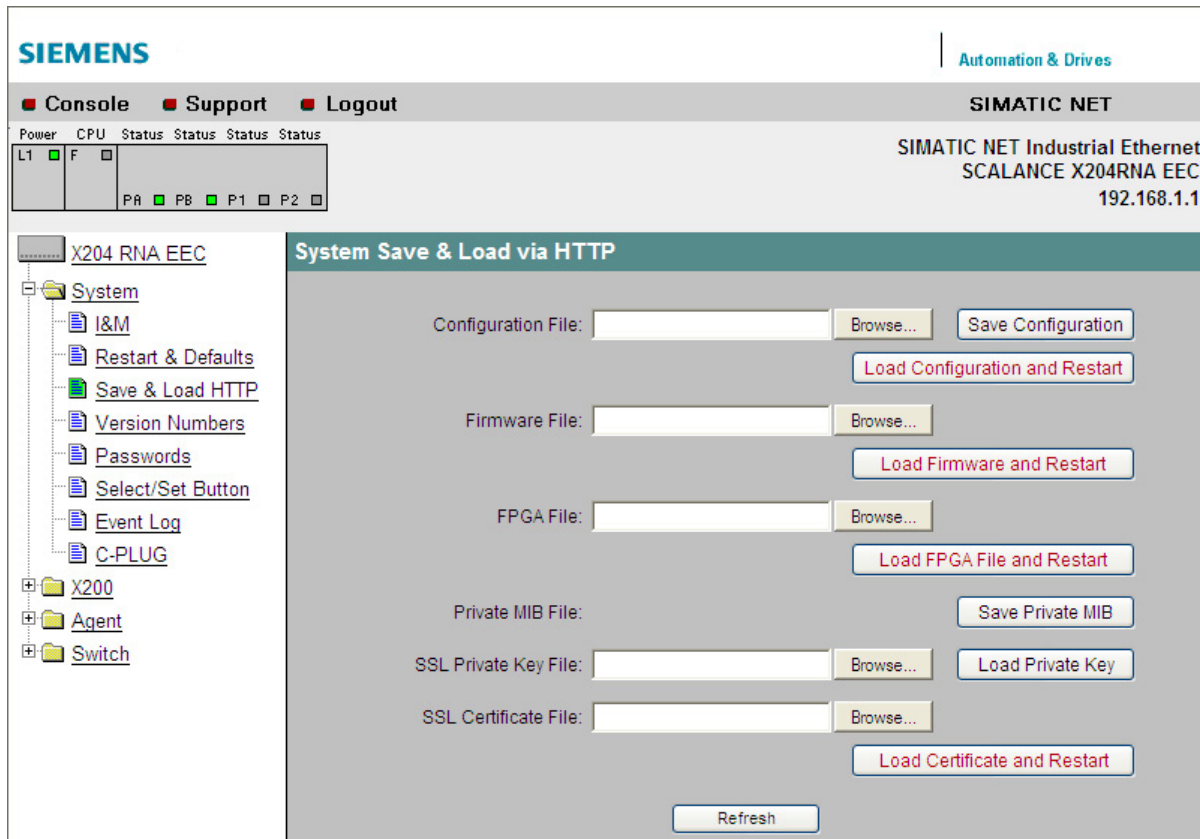 SIEMENS
Automation & Drives
Console Support Logout SIMATIC NET
Power CPU Status Status Status Status
L1 F
PA PB P1 P2
SIMATIC NET Industrial Ethernet
SCALANCE X204RNA EEC
192.168.1.1
X204 RNA EEC
System
I&M
Restart & Defaults
Save & Load HTTP
Version Numbers
Passwords
Select/Set Button
Event Log
C-PLUG
X200
Agent
Switch
System Save & Load via HTTP
Configuration File: Browse... Save Configuration
Load Configuration and Restart
Firmware File: Browse...
Load Firmware and Restart
FPGA File: Browse...
Load FPGA File and Restart
Private MIB File: Save Private MIB
SSL Private Key File: Browse... Load Private Key
SSL Certificate File: Browse...
Load Certificate and Restart
Refresh